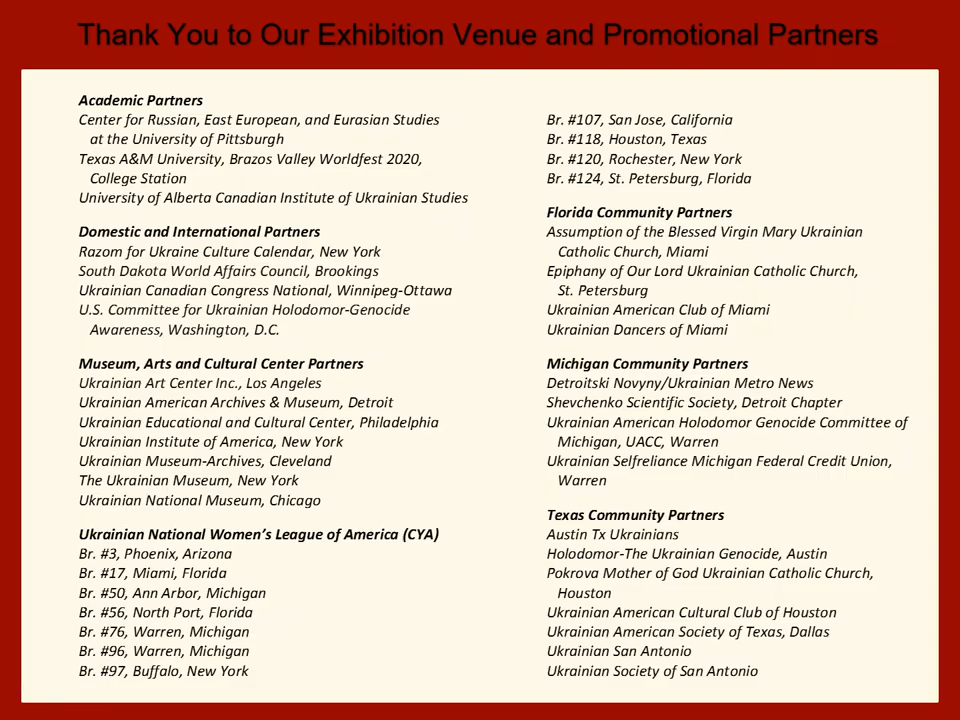 Thank You to Our Exhibition Venue and Promotional Partners
Academic Partners
Center for Russian, East European, and Eurasian Studies
at the University of Pittsburgh
Texas A&M University, Brazos Valley Worldfest 2020,
College Station
University of Alberta Canadian Institute of Ukrainian Studies
Domestic and International Partners
Razom for Ukraine Culture Calendar, New York
South Dakota World Affairs Council, Brookings
Ukrainian Canadian Congress National, Winnipeg-Ottawa
U.S. Committee for Ukrainian Holodomor-Genocide
Awareness, Washington, D.C.
Museum, Arts and Cultural Center Partners
Ukrainian Art Center Inc., Los Angeles
Ukrainian American Archives & Museum, Detroit
Ukrainian Educational and Cultural Center, Philadelphia
Ukrainian Institute of America, New York
Ukrainian Museum-Archives, Cleveland
The Ukrainian Museum, New York
Ukrainian National Museum, Chicago
Ukrainian National Women's League of America (СУА)
Br. #3, Phoenix, Arizona
Br. #17, Miami, Florida
Br. #50, Ann Arbor, Michigan
Br. #56, North Port, Florida
Br. #76, Warren, Michigan
Br. #96, Warren, Michigan
Br. #97, Buffalo, New York
Br. #107, San Jose, California
Br. #118, Houston, Texas
Br. #120, Rochester, New York
Br. #124, St. Petersburg, Florida
Florida Community Partners
Assumption of the Blessed Virgin Mary Ukrainian
Catholic Church, Miami
Epiphany of Our Lord Ukrainian Catholic Church,
St. Petersburg
Ukrainian American Club of Miami
Ukrainian Dancers of Miami
Michigan Community Partners
Detroitski Novyny/Ukrainian Metro News
Shevchenko Scientific Society, Detroit Chapter
Ukrainian American Holodomor Genocide Committee of
Michigan, UACC, Warren
Ukrainian Selfreliance Michigan Federal Credit Union,
Warren
Texas Community Partners
Austin Tx Ukrainians
Holodomor-The Ukrainian Genocide, Austin
Pokrova Mother of God Ukrainian Catholic Church,
Houston
Ukrainian American Cultural Club of Houston
Ukrainian American Society of Texas, Dallas
Ukrainian San Antonio
Ukrainian Society of San Antonio